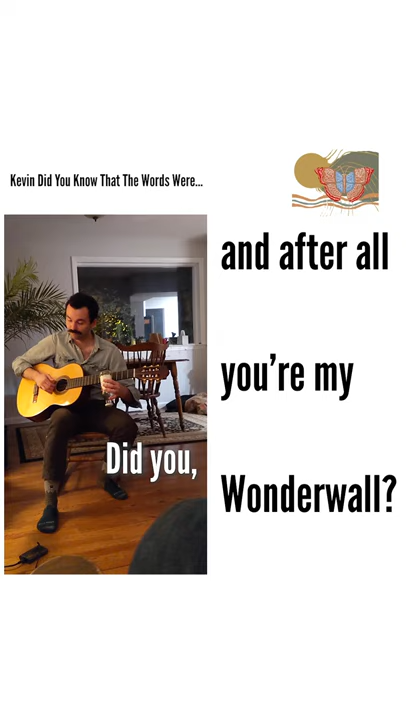 Kevin Did You Know That The Words Were...
and after all
you’re my
Wonderwall?
Did you,